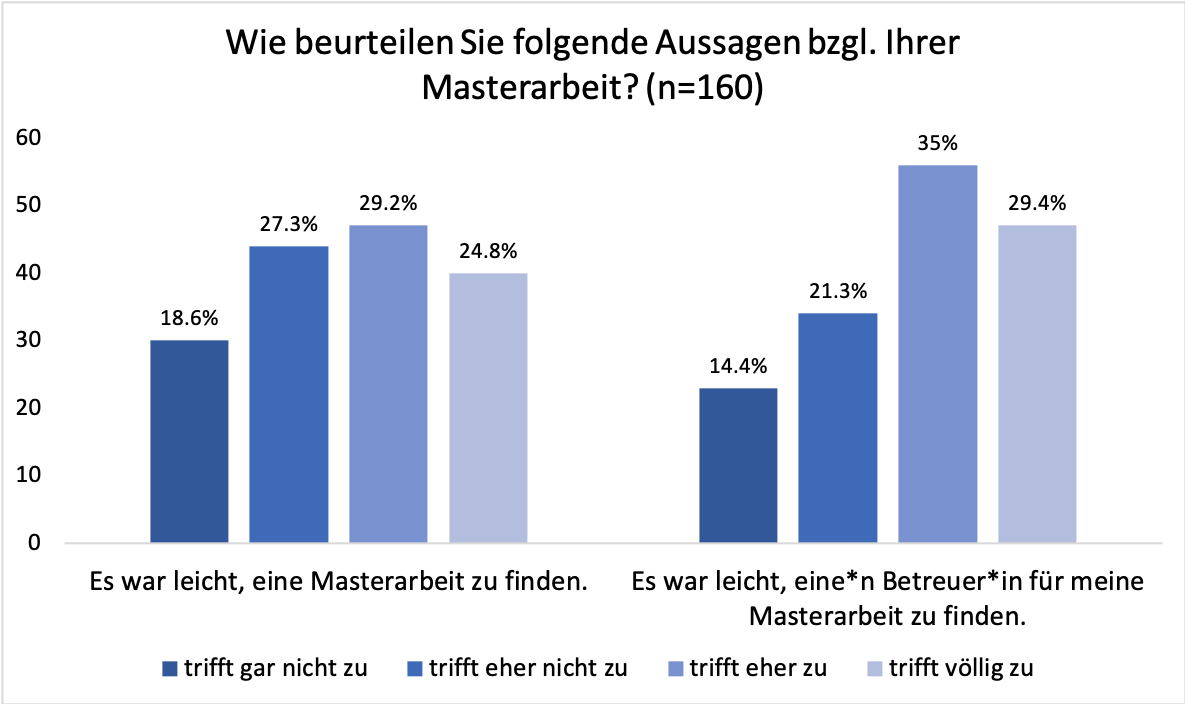 Wie beurteilen Sie folgende Aussagen bzgl. Ihrer
Masterarbeit? (n=160)
60
50
40
30
20
10
0
18.6%
27.3%
29.2%
24.8%
14.4%
21.3%
35%
29.4%
Es war leicht, eine Masterarbeit zu finden.
Es war leicht, eine*n Betreuer*in für meine
Masterarbeit zu finden.
trifft gar nicht zu
trifft eher nicht zu
trifft eher zu
trifft völlig zu